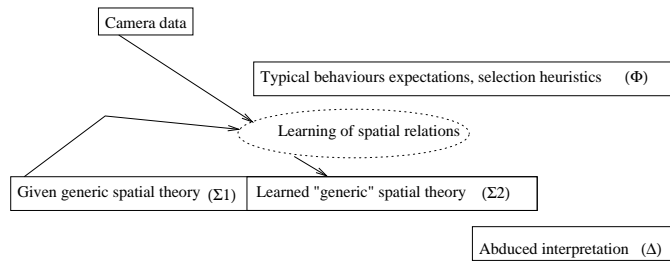 Camera data
Typical behaviours expectations, selection heuristics (Φ)
Learning of spatial relations
Given generic spatial theory (Σ1) Learned "generic" spatial theory (Σ2)
Abduced interpretation (Δ)